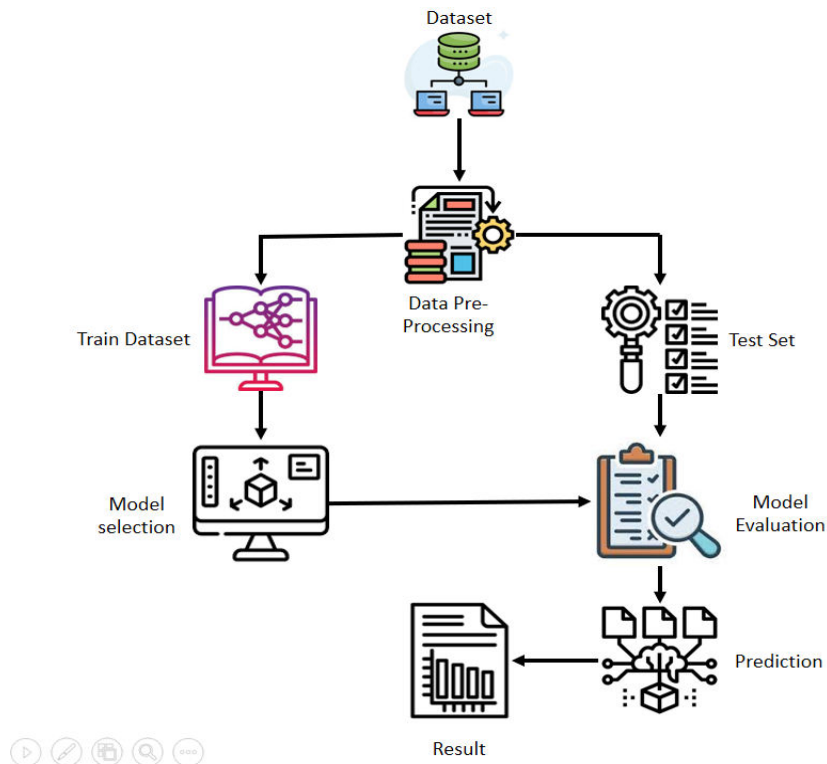 Dataset
Data Pre-
Processing
Train Dataset
Test Set
Model
selection
Model
Evaluation
Prediction
Result